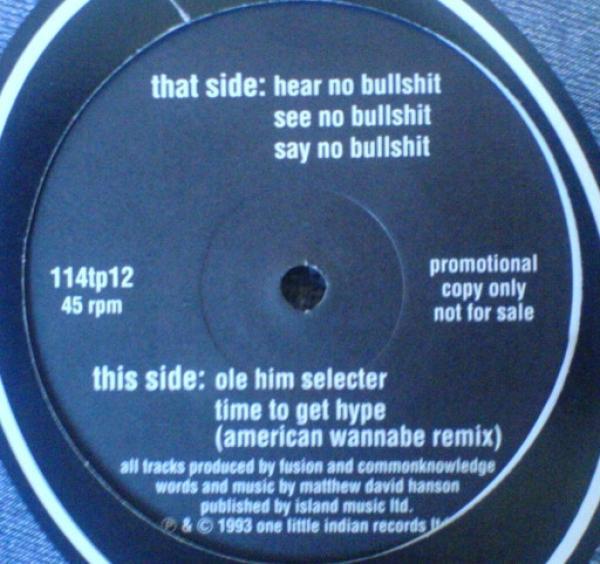 that side: hear no bullshit
see no bullshit
say no bullshit
114tp12
45 rpm
promotional
copy only
not for sale
this side: ole him selecter
time to get hype
(american wannabe remix)
all tracks produced by fusion and commonknowledge
words and music by matthew david hanson
published by island music ltd.
℗ & © 1993 one little indian records